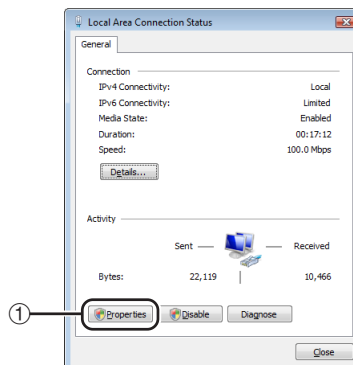 Local Area Connection Status
General
Connection
IPv4 Connectivity: Local
IPv6 Connectivity: Limited
Media State: Enabled
Duration: 00:17:12
Speed: 100.0 Mbps
Details...
Activity
Sent — — Received
Bytes: 22,119 | 10,466
① Properties Disable Diagnose
Close